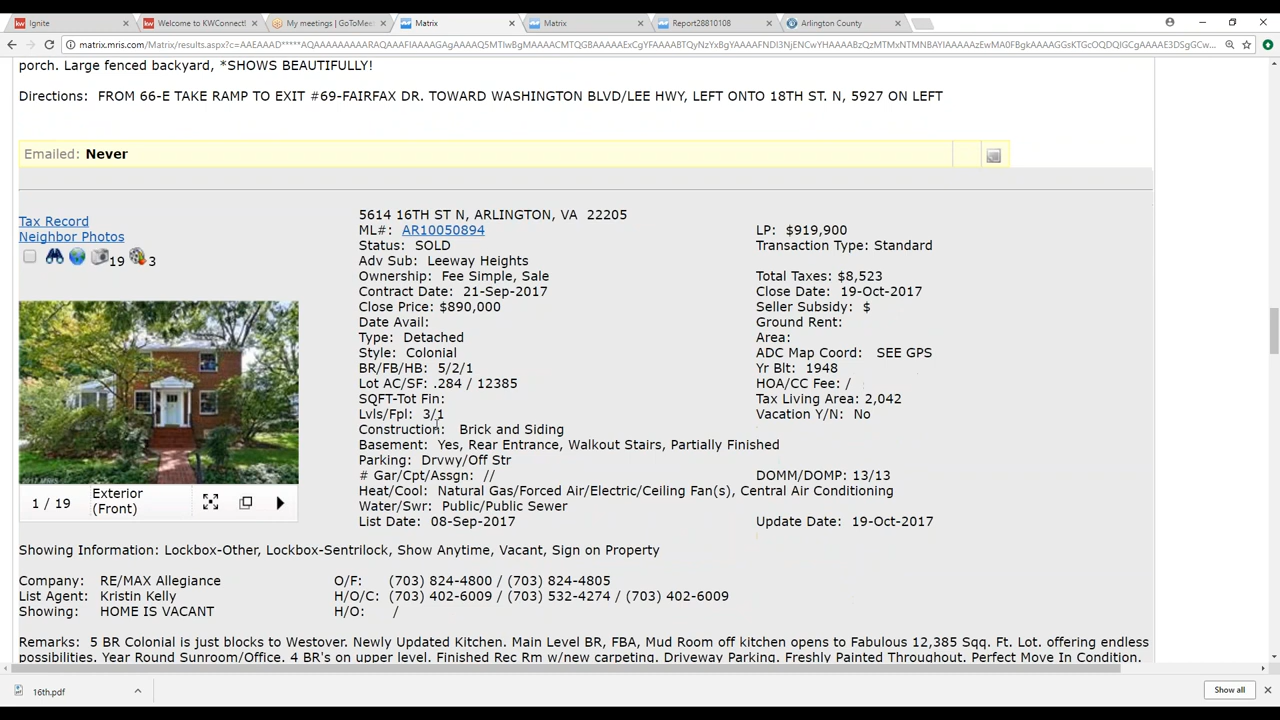 Ignite
Welcome to KWConnect!
My meetings | GoToMee
Matrix
Matrix
Report28810108
Arlington County
porch. Large fenced backyard, *SHOWS BEAUTIFULLY!
Directions: FROM 66-E TAKE RAMP TO EXIT #69-FAIRFAX DR. TOWARD WASHINGTON BLVD/LEE HWY, LEFT ONTO 18TH ST. N, 5927 ON LEFT
Emailed: Never
Tax Record
Neighbor Photos
19
3
5614 16TH ST N, ARLINGTON, VA 22205
ML#: AR10050894 LP: $919,900
Status: SOLD Transaction Type: Standard
Adv Sub: Leeway Heights
Ownership: Fee Simple, Sale Total Taxes: $8,523
Contract Date: 21-Sep-2017 Close Date: 19-Oct-2017
Close Price: $890,000 Seller Subsidy: $
Date Avail: Ground Rent:
Type: Detached Area:
Style: Colonial ADC Map Coord: SEE GPS
BR/FB/HB: 5/2/1 Yr Blt: 1948
Lot AC/SF: .284 / 12385 HOA/CC Fee: /
SQFT-Tot Fin: Tax Living Area: 2,042
Lvls/Fpl: 3/1 Vacation Y/N: No
Construction: Brick and Siding
Basement: Yes, Rear Entrance, Walkout Stairs, Partially Finished
Parking: Drvwy/Off Str
# Gar/Cpt/Assgn: // DOMM/DOMP: 13/13
Heat/Cool: Natural Gas/Forced Air/Electric/Ceiling Fan(s), Central Air Conditioning
Water/Swr: Public/Public Sewer
List Date: 08-Sep-2017 Update Date: 19-Oct-2017
1 / 19
Exterior
(Front)
Showing Information: Lockbox-Other, Lockbox-Sentrilock, Show Anytime, Vacant, Sign on Property
Company: RE/MAX Allegiance O/F: (703) 824-4800 / (703) 824-4805
List Agent: Kristin Kelly H/O/C: (703) 402-6009 / (703) 532-4274 / (703) 402-6009
Showing: HOME IS VACANT H/O: /
Remarks: 5 BR Colonial is just blocks to Westover. Newly Updated Kitchen. Main Level BR, FBA, Mud Room off kitchen opens to Fabulous 12,385 Sqq. Ft. Lot. offering endless
possibilities. Year Round Sunroom/Office. 4 BR's on upper level. Finished Rec Rm w/new carpeting. Driveway Parking. Freshly Painted Throughout. Perfect Move In Condition.
16th.pdf
Show all